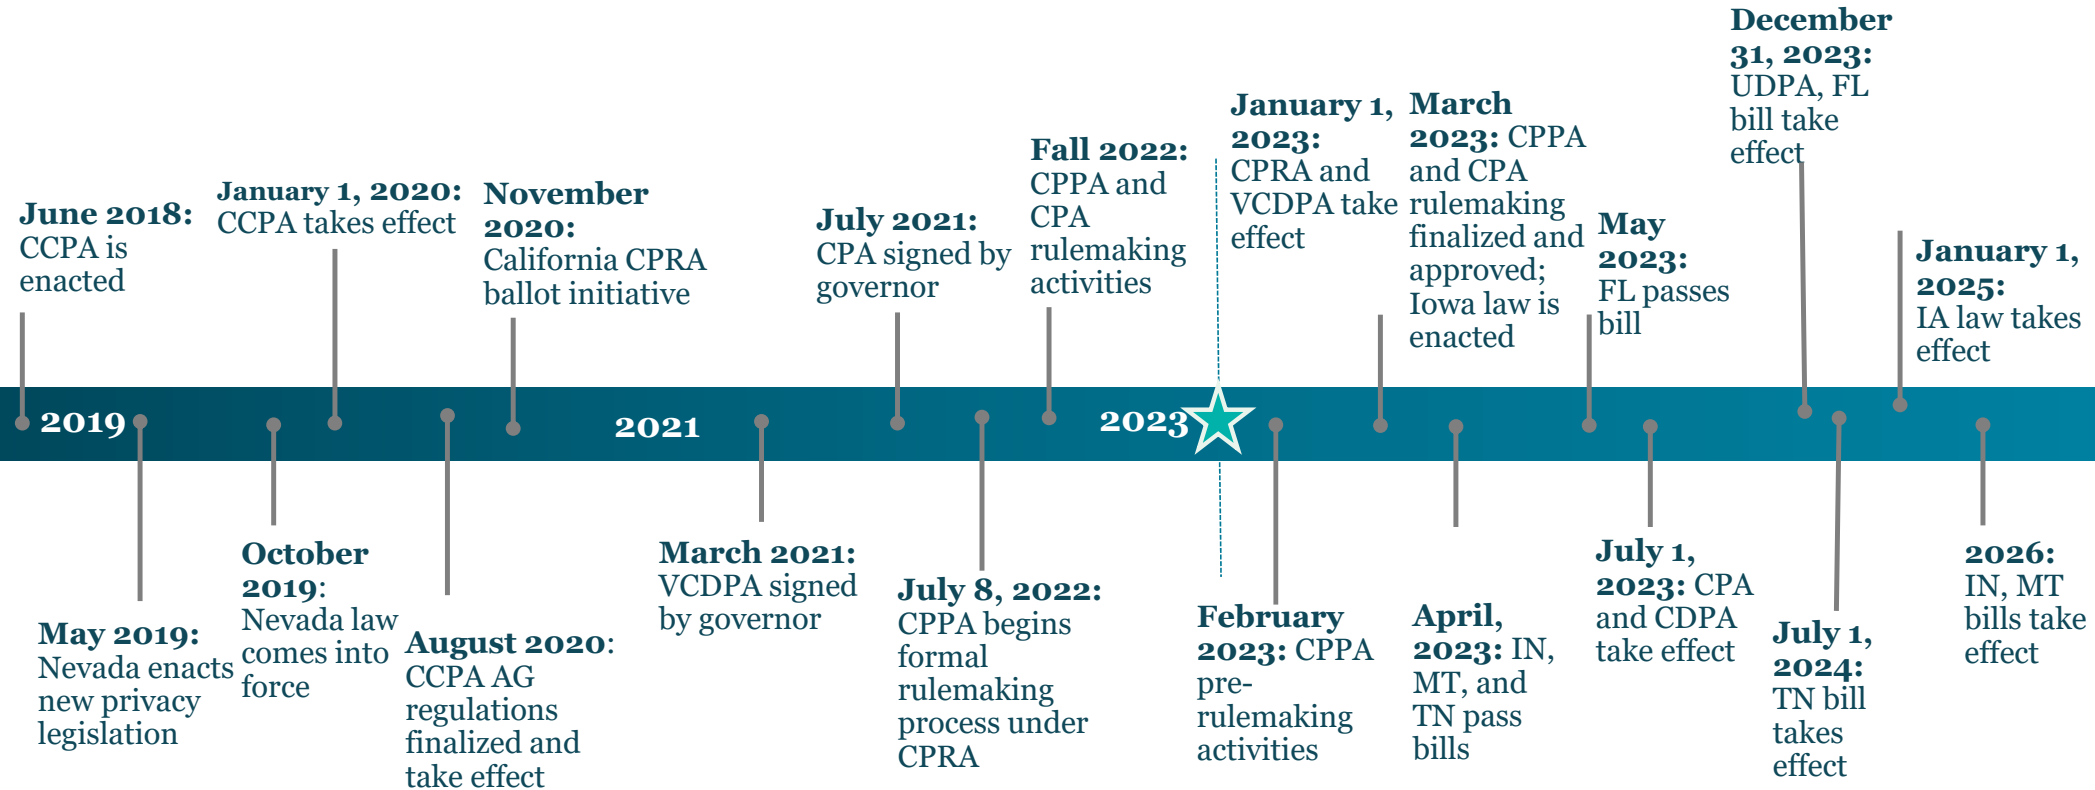 June 2018:
CCPA is
enacted
January 1, 2020:
CCPA takes effect
November
2020:
California CPRA
ballot initiative
July 2021:
CPA signed by
governor
Fall 2022:
CPPA and
CPA
rulemaking
activities
January 1,
2023:
CPRA and
VCDPA take
effect
March
2023: CPPA
and CPA
rulemaking
finalized and
approved;
Iowa law is
enacted
May
2023:
FL passes
bill
December
31, 2023:
UDPA, FL
bill take
effect
January 1,
2025:
IA law takes
effect
2019
2021
2023
May 2019:
Nevada enacts
new privacy
legislation
October
2019:
Nevada law
comes into
force
August 2020:
CCPA AG
regulations
finalized and
take effect
March 2021:
VCDPA signed
by governor
July 8, 2022:
CPPA begins
formal
rulemaking
process under
CPRA
February
2023: CPPA
pre-
rulemaking
activities
April,
2023: IN,
MT, and
TN pass
bills
July 1,
2023: CPA
and CDPA
take effect
July 1,
2024:
TN bill
takes
effect
2026:
IN, MT
bills take
effect